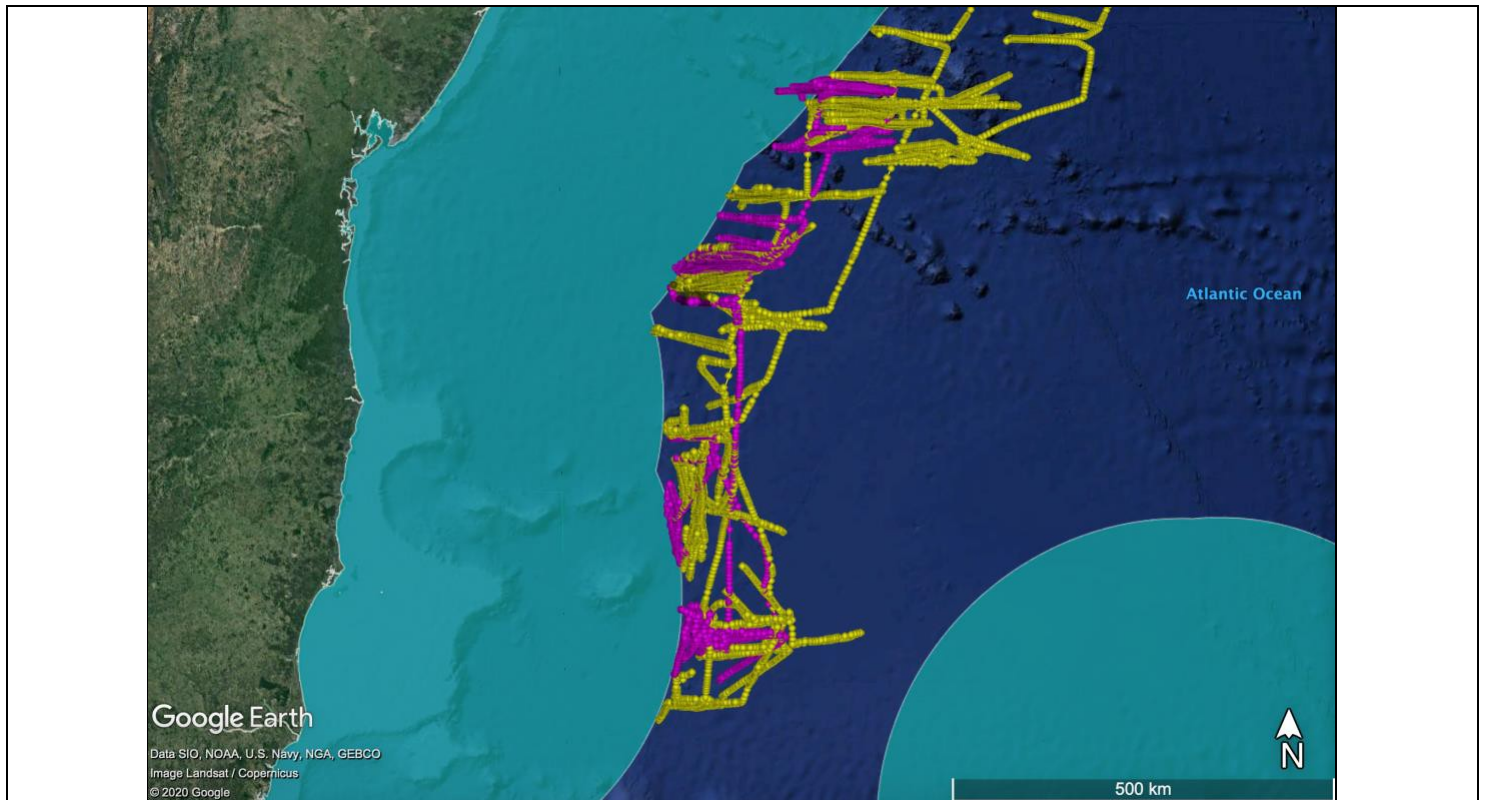 Atlantic Ocean
Google Earth
Data SIO, NOAA, U.S. Navy, NGA, GEBCO
Image Landsat / Copernicus
© 2020 Google
N
500 km